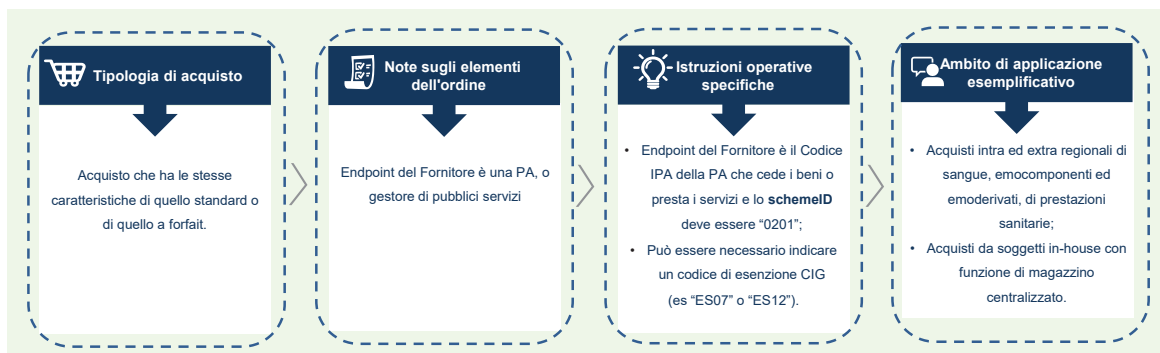 Tipologia di acquisto
Acquisto che ha le stesse
caratteristiche di quello standard o
di quello a forfait.
Note sugli elementi
dell'ordine
Endpoint del Fornitore è una PA, o
gestore di pubblici servizi
Istruzioni operative
specifiche
• Endpoint del Fornitore è il Codice
IPA della PA che cede i beni o
presta i servizi e lo schemeID
deve essere “0201”;
• Può essere necessario indicare
un codice di esenzione CIG
(es “ES07” o “ES12”).
Ambito di applicazione
esemplificativo
• Acquisti intra ed extra regionali di
sangue, emocomponenti ed
emoderivati, di prestazioni
sanitarie;
• Acquisti da soggetti in-house con
funzione di magazzino
centralizzato.